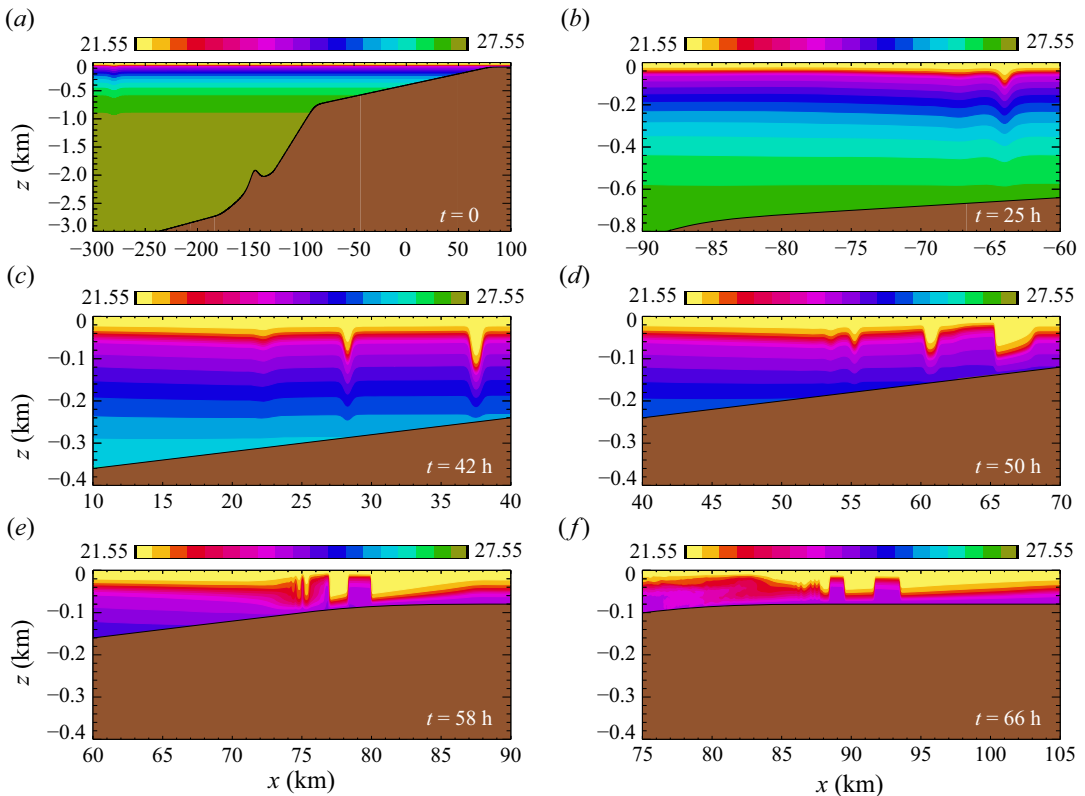 (a) (b)
21.55 27.55 21.55 27.55
0 0
−0.5
−1.0
−1.5
−2.0
−2.5
−3.0
z (km)
t = 0
−300 −250 −200 −150 −100 −50 0 50 100
−0.2
−0.4
−0.6
−0.8
t = 25 h
−90 −85 −80 −75 −70 −65 −60
(c) (d)
21.55 27.55 21.55 27.55
0
−0.1
−0.2
−0.3
−0.4
z (km)
t = 42 h
10 15 20 25 30 35 40
0
−0.1
−0.2
−0.3
−0.4
t = 50 h
40 45 50 55 60 65 70
(e) (f)
21.55 27.55 21.55 27.55
0
−0.1
−0.2
−0.3
−0.4
z (km)
t = 58 h
60 65 70 75 80 85 90
x (km)
0
−0.1
−0.2
−0.3
−0.4
t = 66 h
75 80 85 90 95 100 105
x (km)